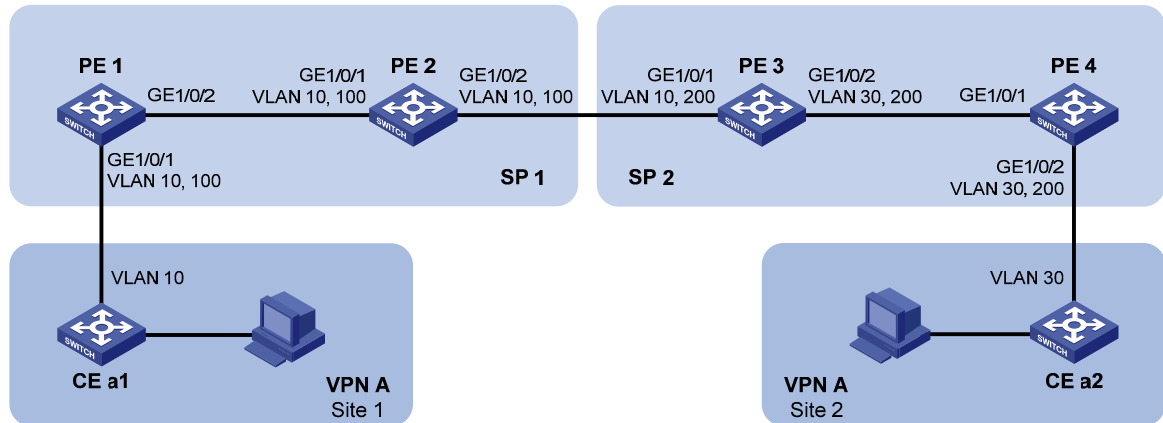 PE 1
GE1/0/2
GE1/0/1
VLAN 10, 100
PE 2
GE1/0/2
VLAN 10, 100
GE1/0/1
VLAN 10, 200
PE 3
GE1/0/2
VLAN 30, 200
GE1/0/1
PE 4
SWITCH
SWITCH
SWITCH
SWITCH
GE1/0/1
VLAN 10, 100
SP 1
SP 2
GE1/0/2
VLAN 30, 200
VLAN 10
VLAN 30
SWITCH
SWITCH
CE a1
VPN A
Site 1
VPN A
Site 2
CE a2